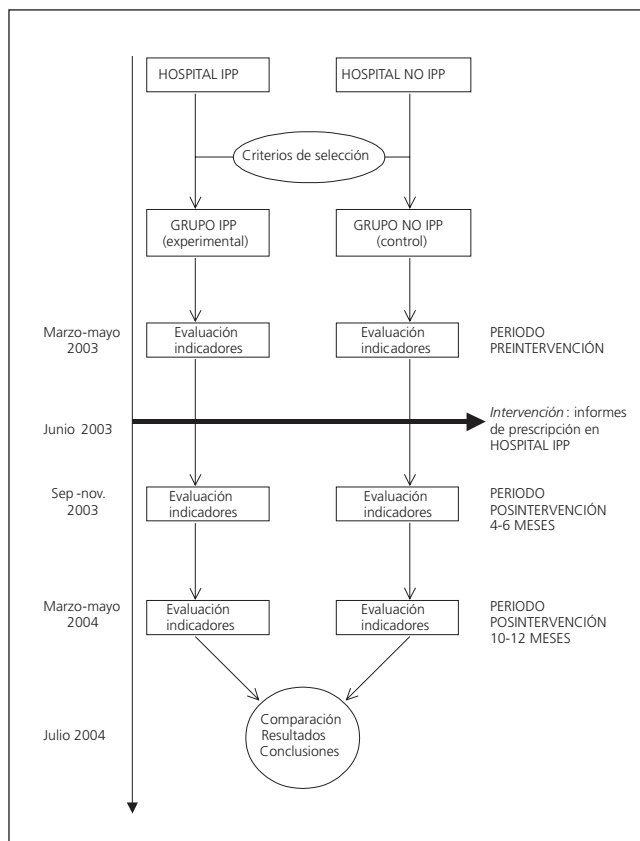 HOSPITAL IPP
HOSPITAL NO IPP
Criterios de selección
GRUPO IPP
(experimental)
GRUPO NO IPP
(control)
Marzo-mayo
2003
Evaluación
indicadores
Evaluación
indicadores
PERIODO
PREINTERVENCIÓN
Junio 2003
Intervención: informes
de prescripción en
HOSPITAL IPP
Sep-nov.
2003
Evaluación
indicadores
Evaluación
indicadores
PERIODO
POSINTERVENCIÓN
4-6 MESES
Marzo-mayo
2004
Evaluación
indicadores
Evaluación
indicadores
PERIODO
POSINTERVENCIÓN
10-12 MESES
Julio 2004
Comparación
Resultados
Conclusiones